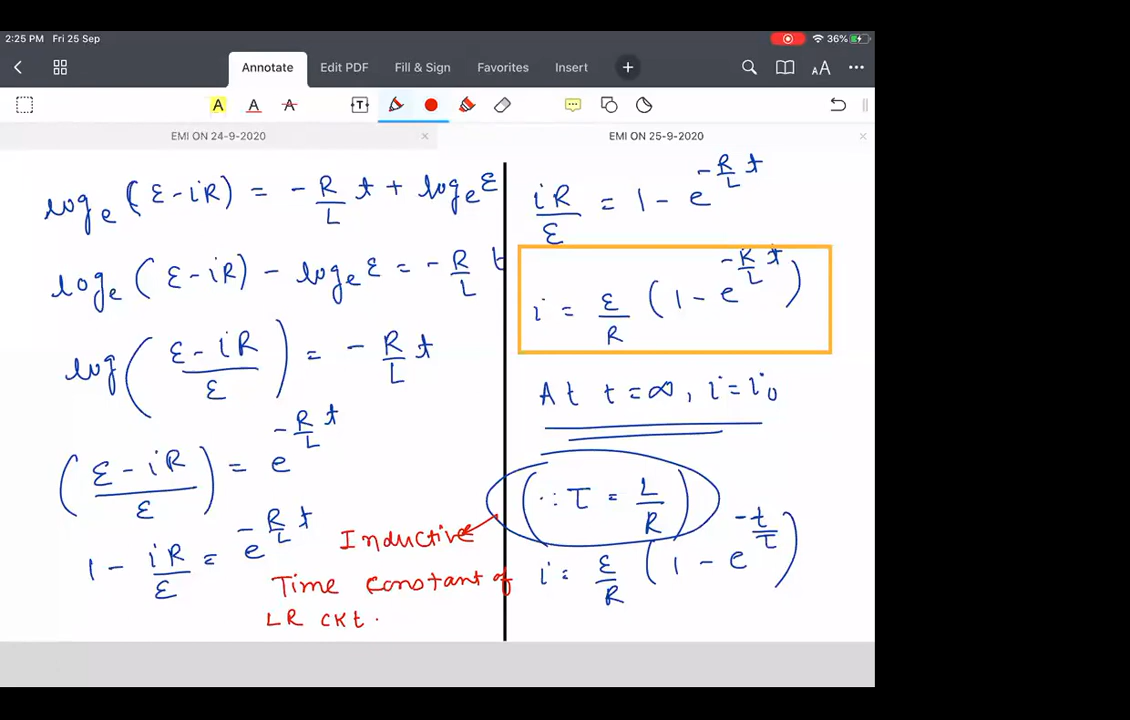 2:25 PM Fri 25 Sep
36%
Annotate Edit PDF Fill & Sign Favorites Insert
EMI ON 24-9-2020
EMI ON 25-9-2020
logₑ (ε - iR) = - R/L t + logₑ ε
logₑ (ε - iR) - logₑ ε = - R/L t
log ((ε - iR)/ε) = - R/L t
((ε - iR)/ε) = e^(-R/L t)
1 - iR/ε = e^(-R/L t)
Inductive
Time constant of
LR ckt.
iR/ε = 1 - e^(-R/L t)
i = ε/R (1 - e^(-R/L t))
At t = ∞, i = i₀
(∵ τ = L/R)
i = ε/R (1 - e^(-t/τ))